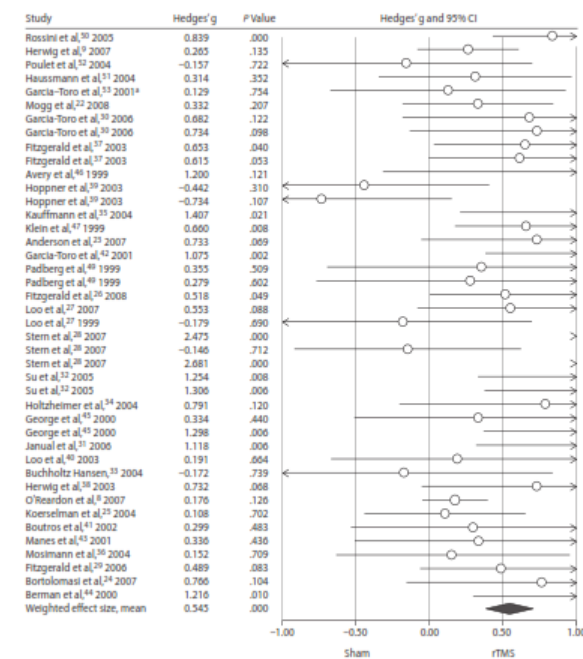 Study Hedges' g P Value Hedges' g and 95% CI
Rossini et al,50 2005 0.839 .000
Herwig et al,9 2007 0.265 .135
Poulet et al,52 2004 −0.157 .722
Haussmann et al,51 2004 0.314 .352
Garcia-Toro et al,53 2001a 0.129 .754
Mogg et al,22 2008 0.332 .207
Garcia-Toro et al,30 2006 0.682 .122
Garcia-Toro et al,30 2006 0.734 .098
Fitzgerald et al,37 2003 0.653 .040
Fitzgerald et al,37 2003 0.615 .053
Avery et al,46 1999 1.200 .121
Hoppner et al,39 2003 −0.442 .310
Hoppner et al,39 2003 −0.734 .107
Kauffmann et al,35 2004 1.407 .021
Klein et al,47 1999 0.660 .008
Anderson et al,23 2007 0.733 .069
Garcia-Toro et al,42 2001 1.075 .002
Padberg et al,49 1999 0.355 .509
Padberg et al,49 1999 0.279 .602
Fitzgerald et al,26 2008 0.518 .049
Loo et al,27 2007 0.553 .088
Loo et al,27 1999 −0.179 .690
Stern et al,28 2007 2.475 .000
Stern et al,28 2007 −0.146 .712
Stern et al,28 2007 2.681 .000
Su et al,32 2005 1.254 .008
Su et al,32 2005 1.306 .006
Holtzheimer et al,34 2004 0.791 .120
George et al,45 2000 0.334 .440
George et al,45 2000 1.298 .006
Janual et al,31 2006 1.118 .006
Loo et al,40 2003 0.191 .664
Buchholtz Hansen,33 2004 −0.172 .739
Herwig et al,38 2003 0.732 .068
O'Reardon et al,8 2007 0.176 .126
Koerselman et al,25 2004 0.108 .702
Boutros et al,41 2002 0.299 .483
Manes et al,43 2001 0.336 .436
Mosimann et al,36 2004 0.152 .709
Fitzgerald et al,29 2006 0.489 .083
Bortolomasi et al,24 2007 0.766 .104
Berman et al,44 2000 1.216 .010
Weighted effect size, mean 0.545 .000
−1.00 −0.50 0.00 0.50 1.00
Sham rTMS